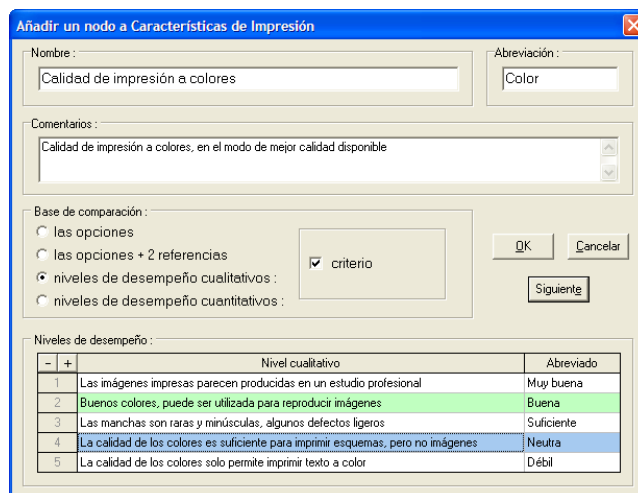 Añadir un nodo a Características de Impresión
Nombre :
Calidad de impresión a colores
Abreviación :
Color
Comentarios :
Calidad de impresión a colores, en el modo de mejor calidad disponible
Base de comparación :
las opciones
las opciones + 2 referencias
niveles de desempeño cualitativos :
niveles de desempeño cuantitativos :
criterio
OK
Cancelar
Siguiente
Niveles de desempeño :
- + Nivel cualitativo Abreviado
1 Las imágenes impresas parecen producidas en un estudio profesional Muy buena
2 Buenos colores, puede ser utilizada para reproducir imágenes Buena
3 Las manchas son raras y minúsculas, algunos defectos ligeros Suficiente
4 La calidad de los colores es suficiente para imprimir esquemas, pero no imágenes Neutra
5 La calidad de los colores solo permite imprimir texto a color Débil